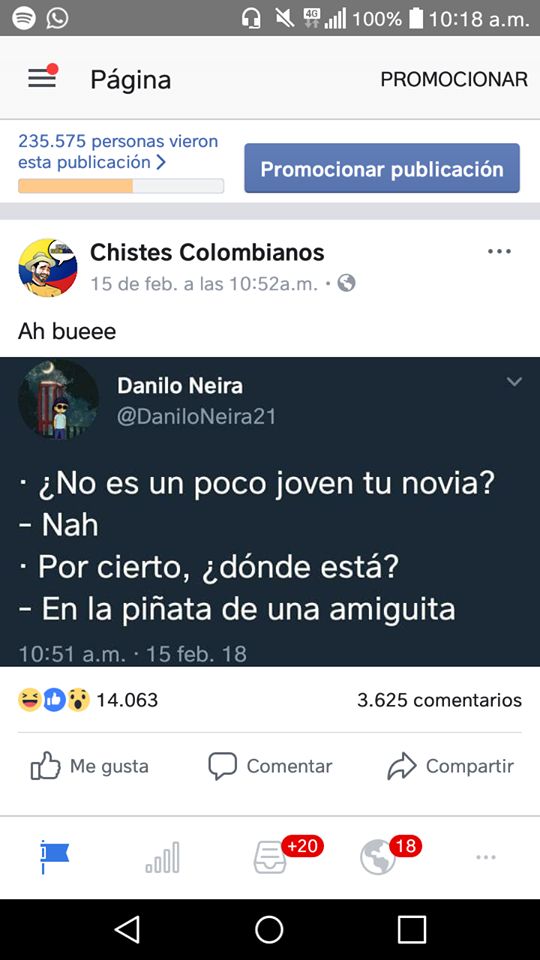 4G 100% 10:18 a.m.
Página PROMOCIONAR
235.575 personas vieron
esta publicación
Promocionar publicación
Chistes Colombianos
15 de feb. a las 10:52a.m. ·
Ah bueee
Danilo Neira
@DaniloNeira21
· ¿No es un poco joven tu novia?
- Nah
· Por cierto, ¿dónde está?
- En la piñata de una amiguita
10:51 a.m. · 15 feb. 18
14.063 3.625 comentarios
Me gusta Comentar Compartir
+20 18